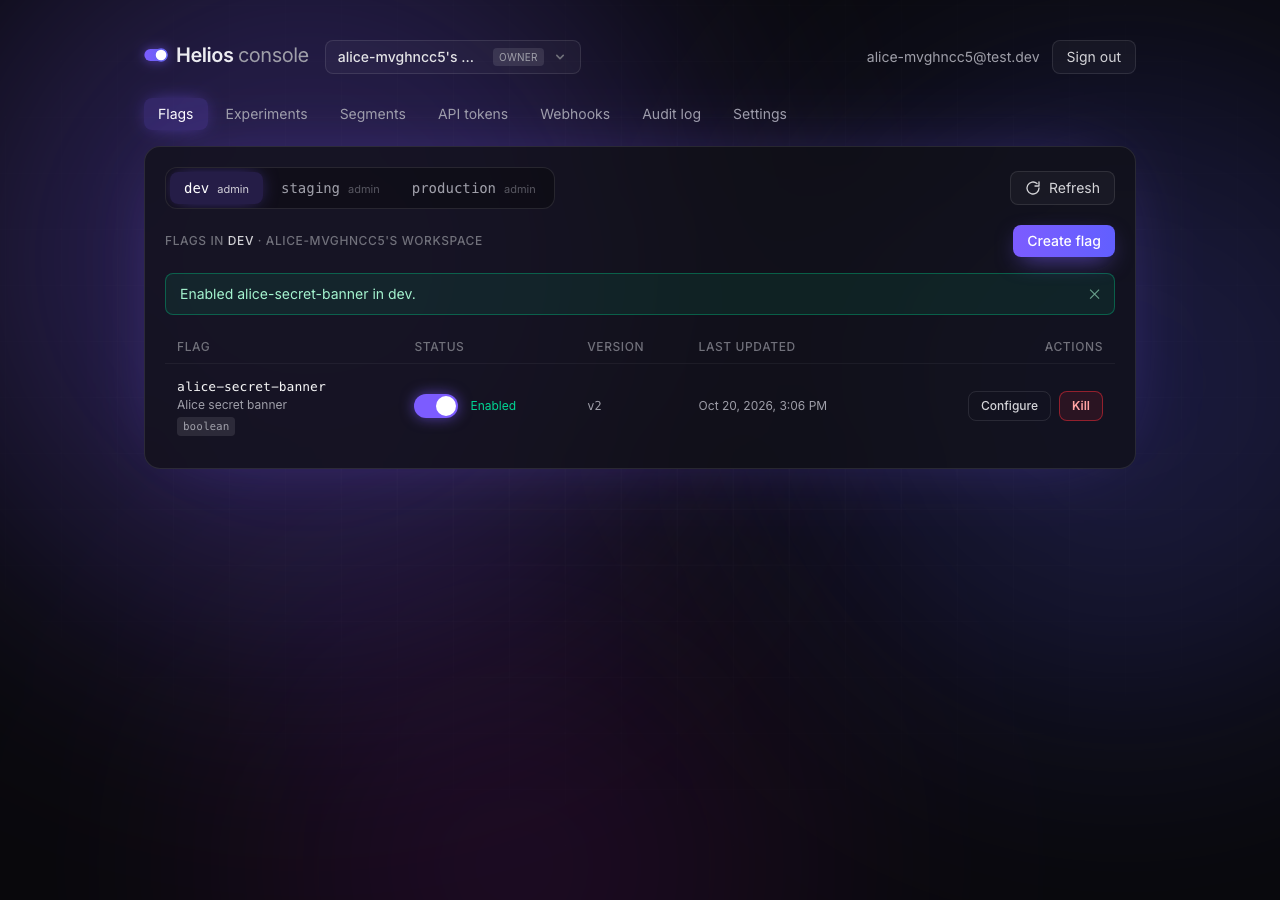 Helios console
alice-mvghncc5's ... OWNER
alice-mvghncc5@test.dev
Sign out
Flags Experiments Segments API tokens Webhooks Audit log Settings
dev admin staging admin production admin
Refresh
FLAGS IN DEV · ALICE-MVGHNCC5'S WORKSPACE
Create flag
Enabled alice-secret-banner in dev.
FLAG STATUS VERSION LAST UPDATED ACTIONS
alice-secret-banner
Alice secret banner
boolean
Enabled
v2
Oct 20, 2026, 3:06 PM
Configure
Kill